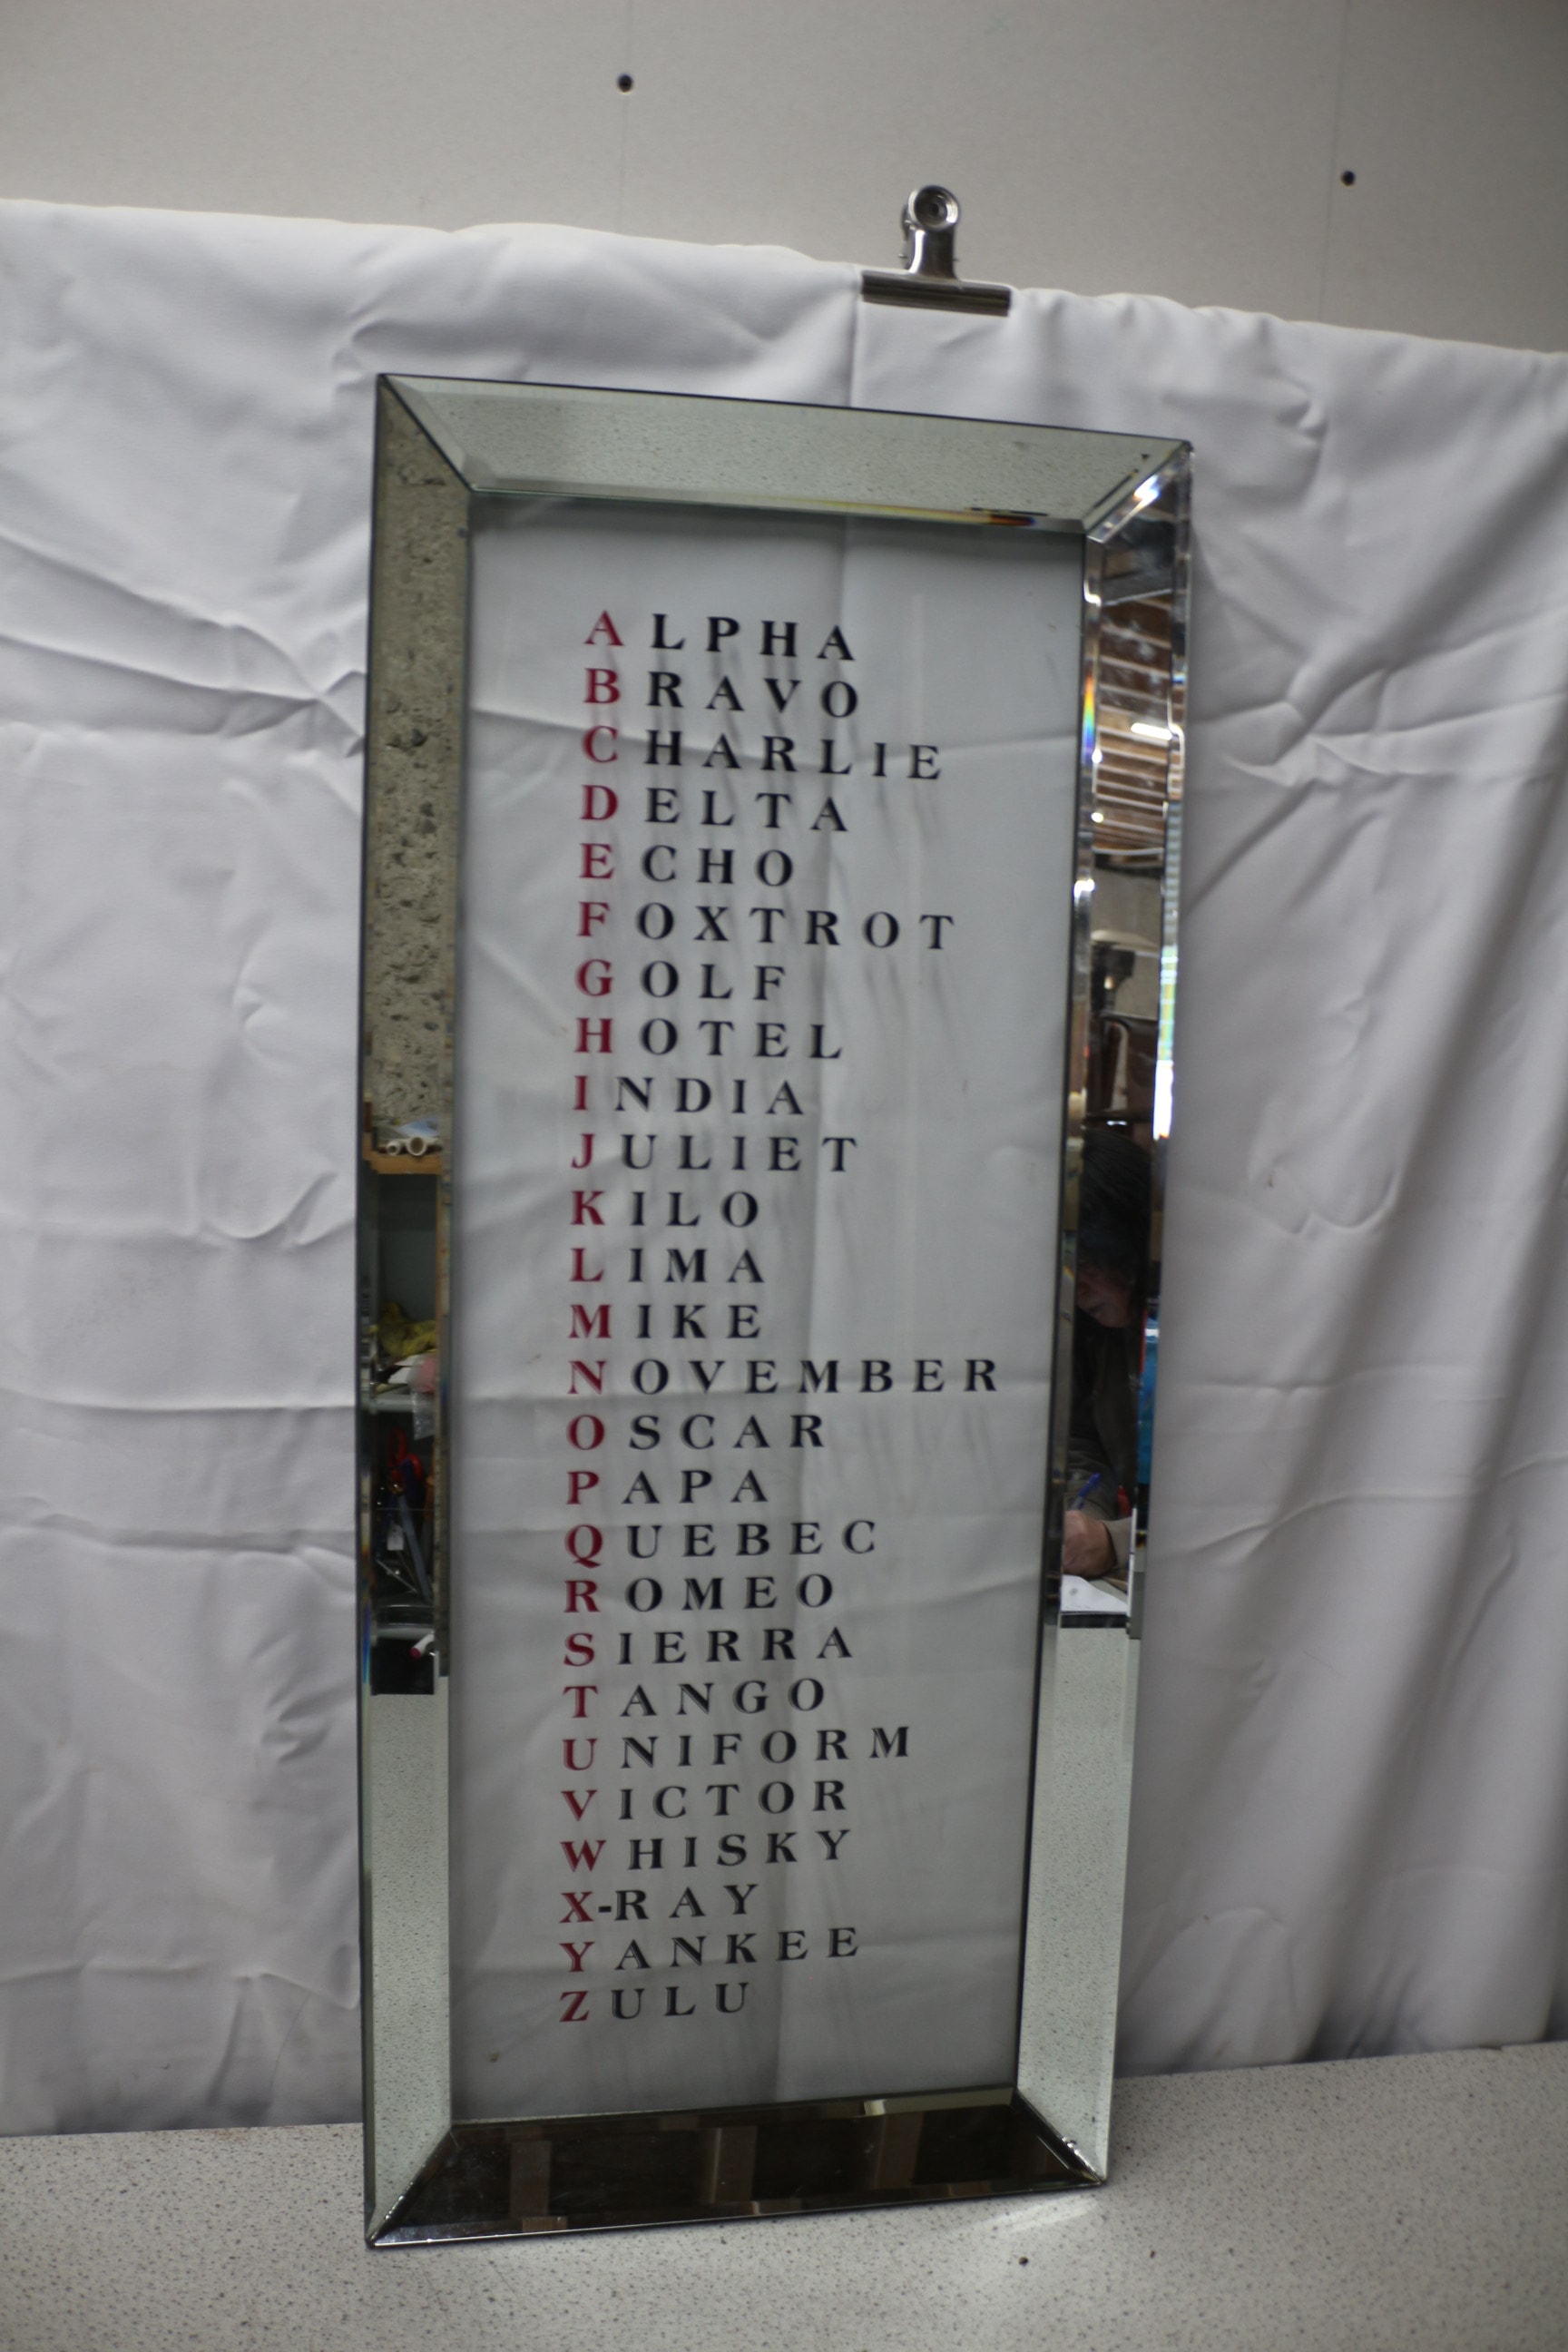 ALPHA
BRAVO
CHARLIE
DELTA
ECHO
FOXTROT
GOLF
HOTEL
INDIA
JULIET
KILO
LIMA
MIKE
NOVEMBER
OSCAR
PAPA
QUEBEC
ROMEO
SIERRA
TANGO
UNIFORM
VICTOR
WHISKY
X-RAY
YANKEE
ZULU